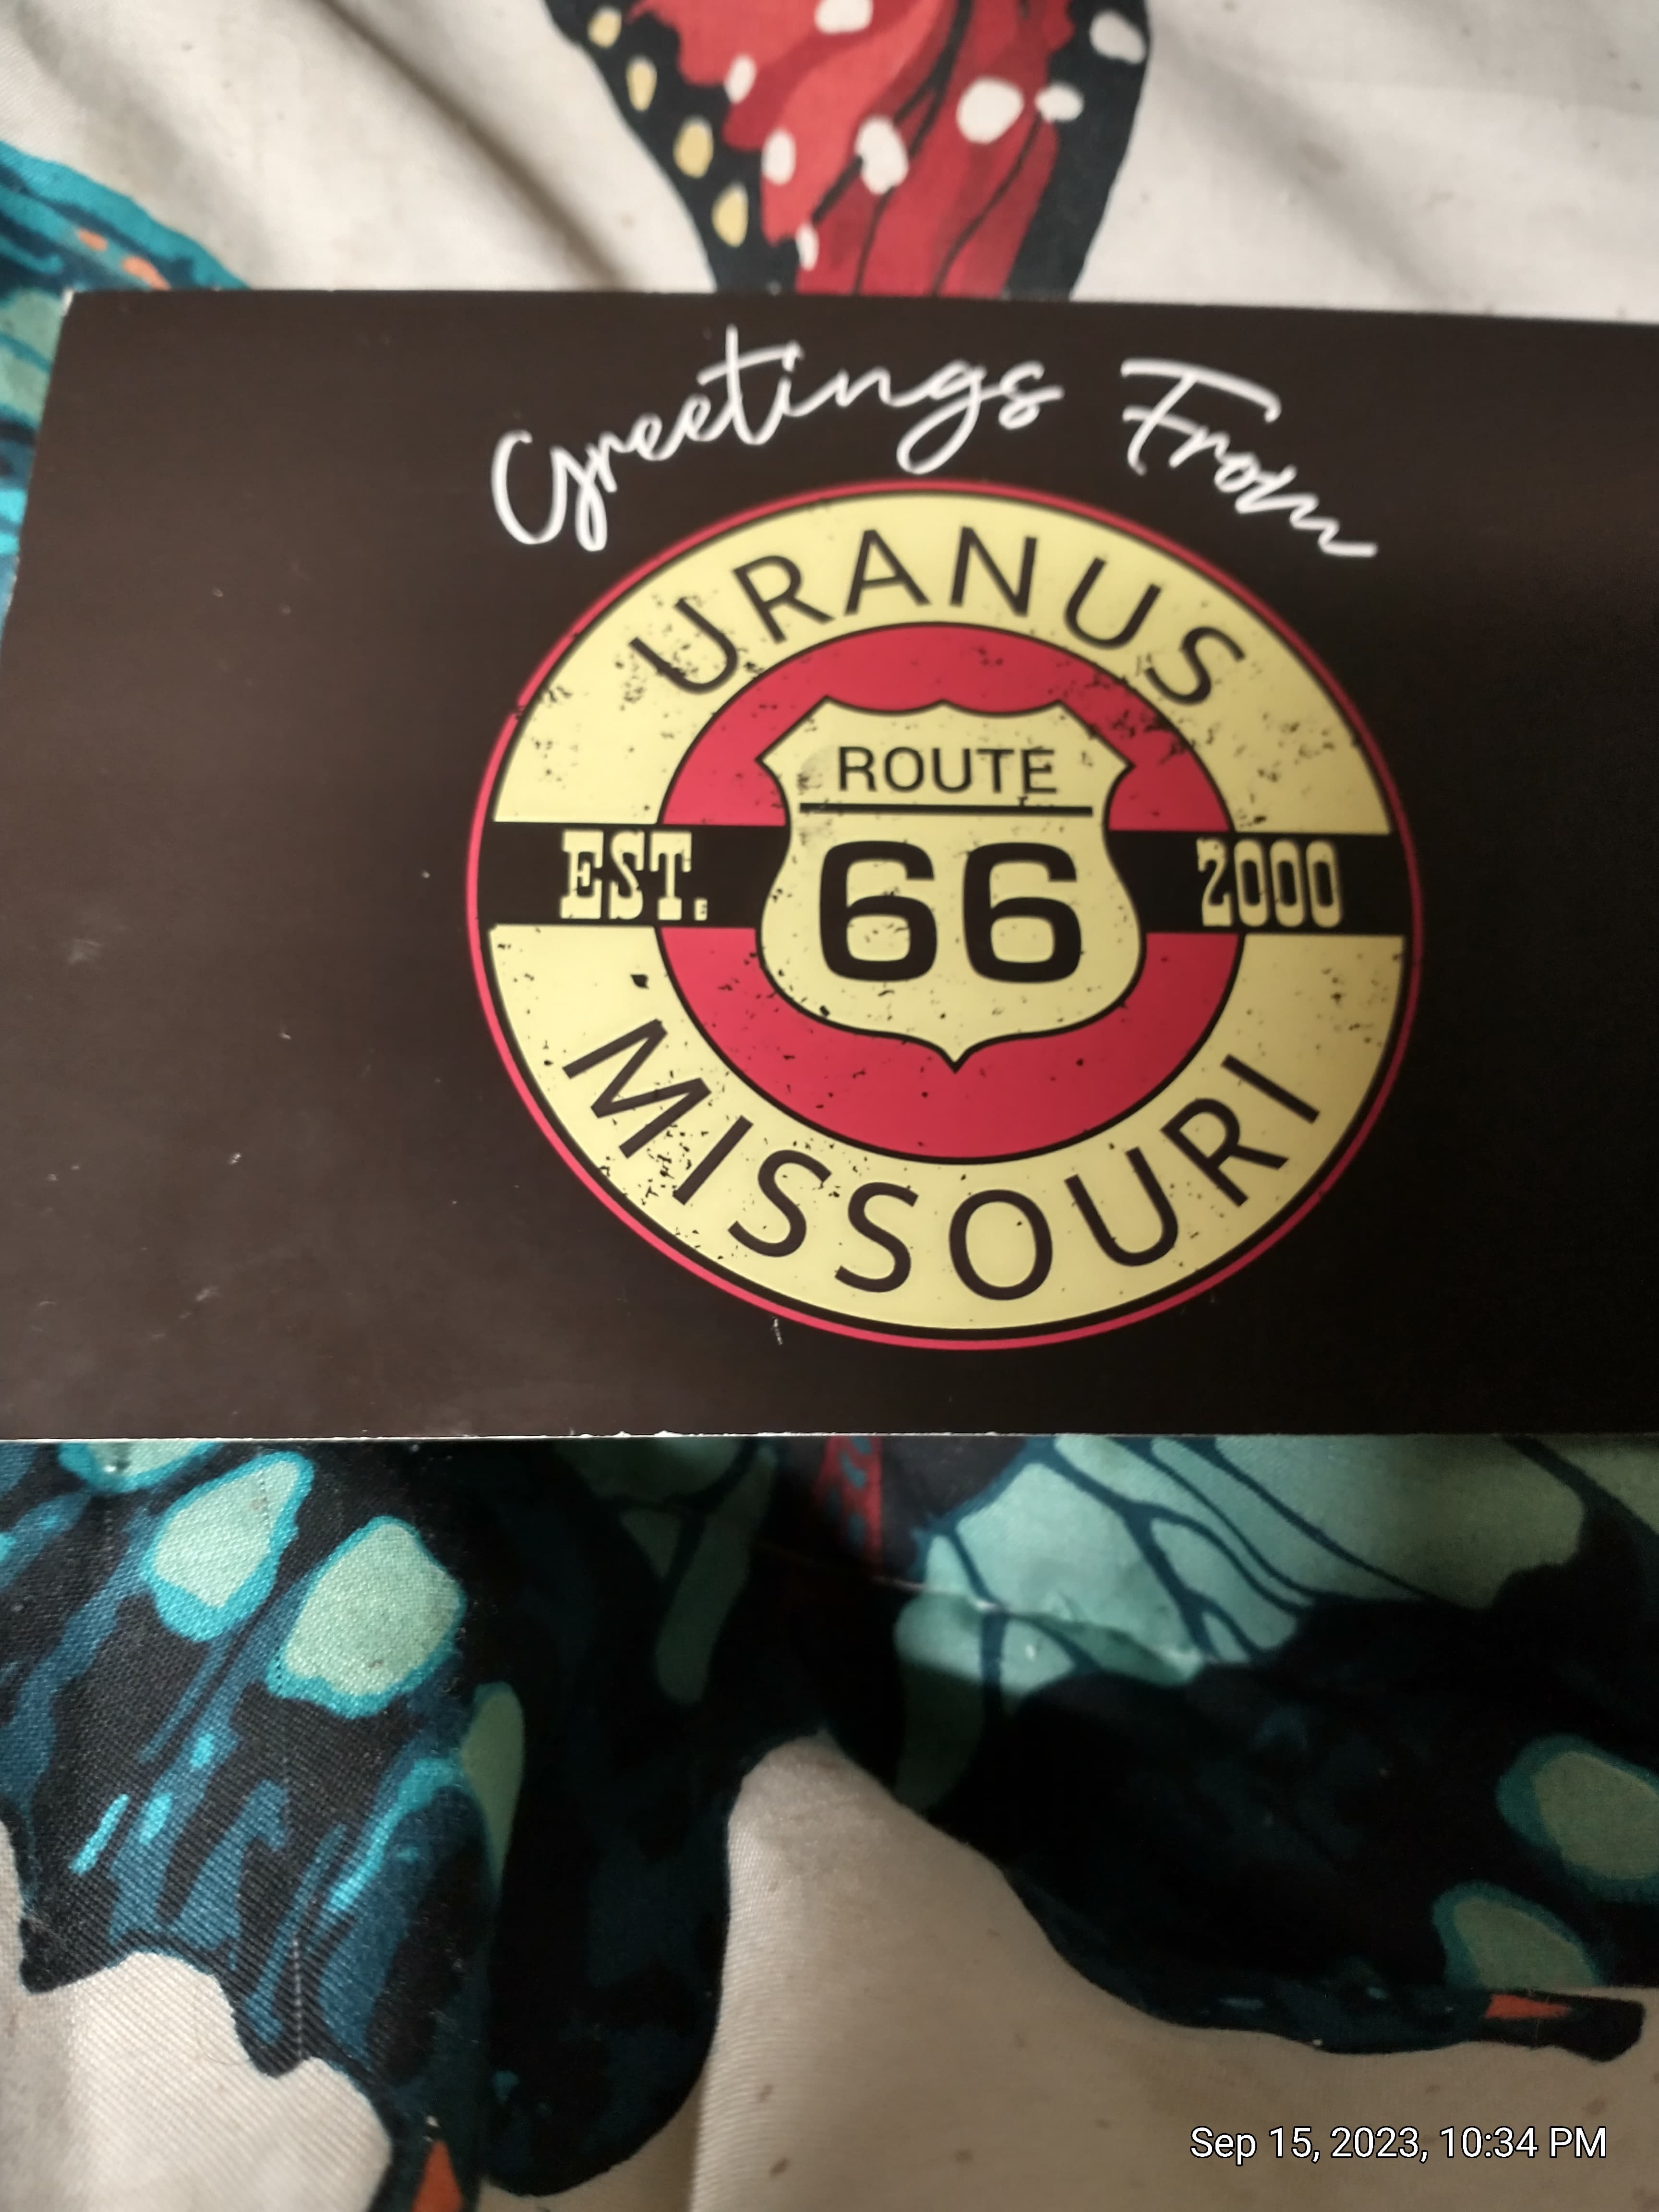 Greetings From
URANUS
ROUTE
66
EST. 2000
MISSOURI
Sep 15, 2023, 10:34 PM